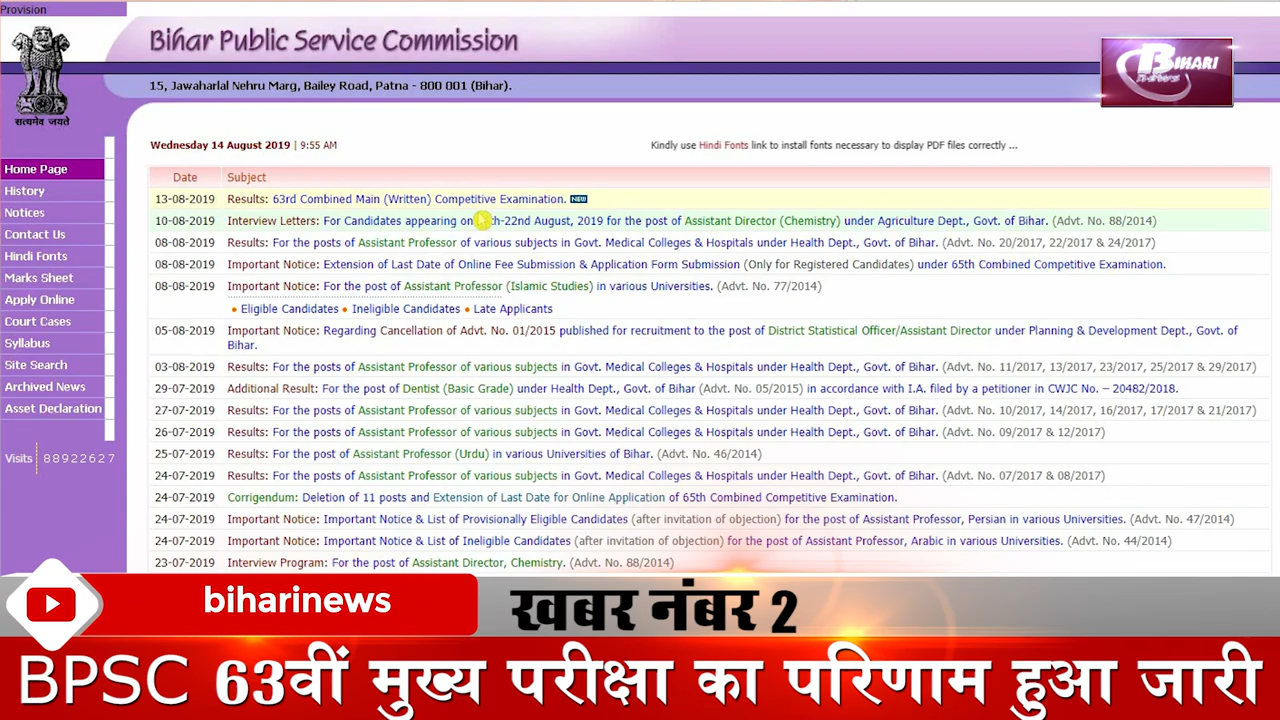 Provision
Bihar Public Service Commission
15, Jawaharlal Nehru Marg, Bailey Road, Patna - 800 001 (Bihar).
BIHARI
सत्यमेव जयते
Wednesday 14 August 2019 | 9:55 AM
Kindly use Hindi Fonts link to install fonts necessary to display PDF files correctly ...
Home Page
History
Notices
Contact Us
Hindi Fonts
Marks Sheet
Apply Online
Court Cases
Syllabus
Site Search
Archived News
Asset Declaration
Visits 88922627
Date Subject
13-08-2019 Results: 63rd Combined Main (Written) Competitive Examination. NEW
10-08-2019 Interview Letters: For Candidates appearing on -22nd August, 2019 for the post of Assistant Director (Chemistry) under Agriculture Dept., Govt. of Bihar. (Advt. No. 88/2014)
08-08-2019 Results: For the posts of Assistant Professor of various subjects in Govt. Medical Colleges & Hospitals under Health Dept., Govt. of Bihar. (Advt. No. 20/2017, 22/2017 & 24/2017)
08-08-2019 Important Notice: Extension of Last Date of Online Fee Submission & Application Form Submission (Only for Registered Candidates) under 65th Combined Competitive Examination.
08-08-2019 Important Notice: For the post of Assistant Professor (Islamic Studies) in various Universities. (Advt. No. 77/2014)
• Eligible Candidates • Ineligible Candidates • Late Applicants
05-08-2019 Important Notice: Regarding Cancellation of Advt. No. 01/2015 published for recruitment to the post of District Statistical Officer/Assistant Director under Planning & Development Dept., Govt. of
Bihar.
03-08-2019 Results: For the posts of Assistant Professor of various subjects in Govt. Medical Colleges & Hospitals under Health Dept., Govt. of Bihar. (Advt. No. 11/2017, 13/2017, 23/2017, 25/2017 & 29/2017)
29-07-2019 Additional Result: For the post of Dentist (Basic Grade) under Health Dept., Govt. of Bihar (Advt. No. 05/2015) in accordance with I.A. filed by a petitioner in CWJC No. – 20482/2018.
27-07-2019 Results: For the posts of Assistant Professor of various subjects in Govt. Medical Colleges & Hospitals under Health Dept., Govt. of Bihar. (Advt. No. 10/2017, 14/2017, 16/2017, 17/2017 & 21/2017)
26-07-2019 Results: For the posts of Assistant Professor of various subjects in Govt. Medical Colleges & Hospitals under Health Dept., Govt. of Bihar. (Advt. No. 09/2017 & 12/2017)
25-07-2019 Results: For the post of Assistant Professor (Urdu) in various Universities of Bihar. (Advt. No. 46/2014)
24-07-2019 Results: For the posts of Assistant Professor of various subjects in Govt. Medical Colleges & Hospitals under Health Dept., Govt. of Bihar. (Advt. No. 07/2017 & 08/2017)
24-07-2019 Corrigendum: Deletion of 11 posts and Extension of Last Date for Online Application of 65th Combined Competitive Examination.
24-07-2019 Important Notice: Important Notice & List of Provisionally Eligible Candidates (after invitation of objection) for the post of Assistant Professor, Persian in various Universities. (Advt. No. 47/2014)
24-07-2019 Important Notice: Important Notice & List of Ineligible Candidates (after invitation of objection) for the post of Assistant Professor, Arabic in various Universities. (Advt. No. 44/2014)
23-07-2019 Interview Program: For the post of Assistant Director, Chemistry. (Advt. No. 88/2014)
biharinews
खबर नंबर 2
BPSC 63वीं मुख्य परीक्षा का परिणाम हुआ जारी